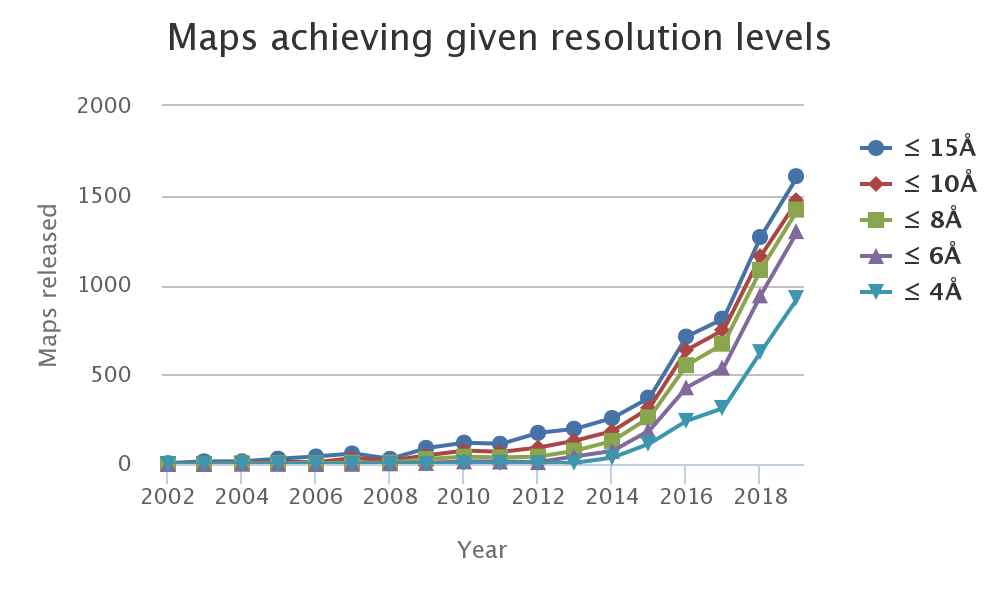 Maps achieving given resolution levels
2000
1500
1000
500
0
Maps released
2002 2004 2006 2008 2010 2012 2014 2016 2018
Year
≤ 15Å
≤ 10Å
≤ 8Å
≤ 6Å
≤ 4Å